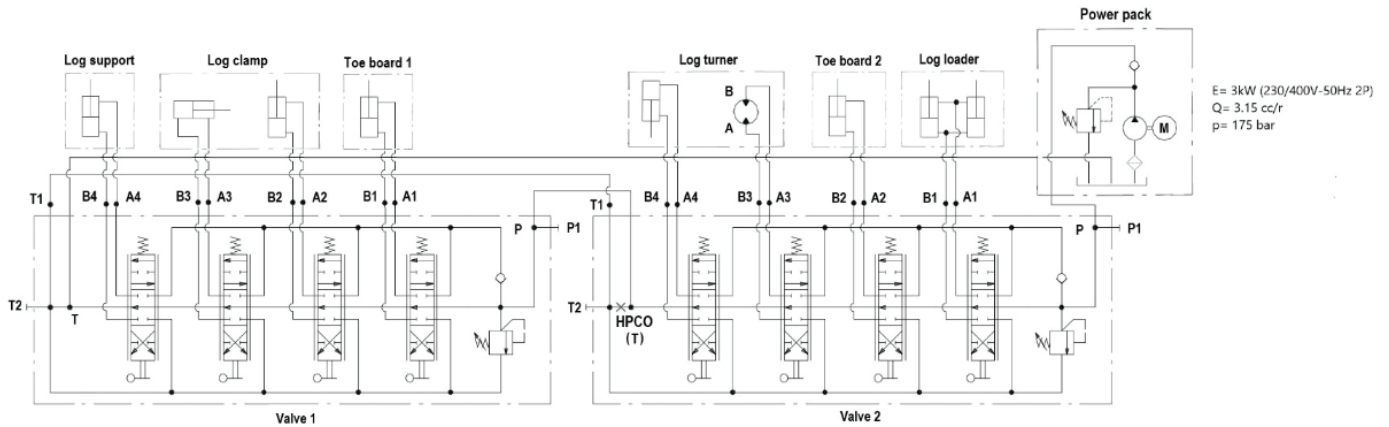 Power pack
Log support
Log clamp
Toe board 1
Log turner
Toe board 2
Log loader
E= 3kW (230/400V-50Hz 2P)
Q= 3.15 cc/r
p= 175 bar
B
A
M
T1
B4
A4
B3
A3
B2
A2
B1
A1
P
P1
T2
T
Valve 1
T1
B4
A4
B3
A3
B2
A2
B1
A1
P
P1
T2
HPCO
(T)
Valve 2